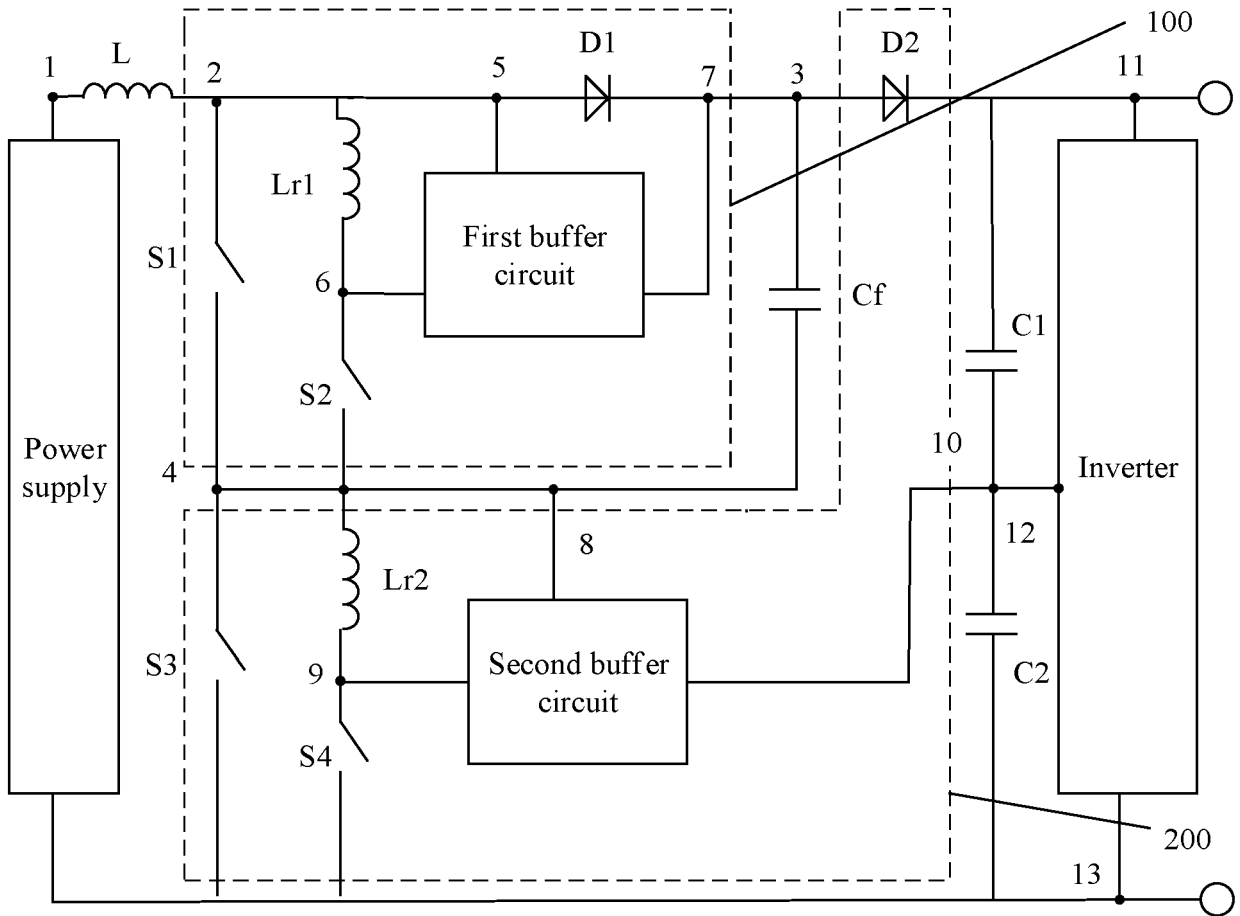 100
D1
D2
L
1
2
5
7
3
11
Lr1
First buffer
circuit
S1
6
Cf
C1
S2
10
Power
supply
4
Inverter
12
8
Lr2
S3
9
Second buffer
circuit
C2
S4
200
13